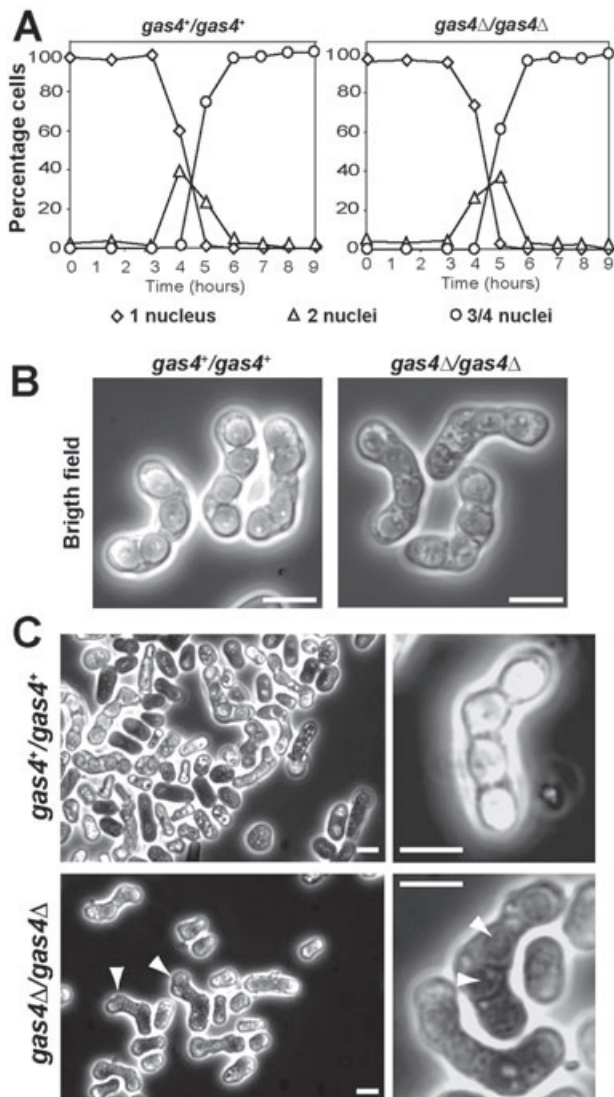 A
gas4⁺/gas4⁺ gas4Δ/gas4Δ
Percentage cells
100 100
80 80
60 60
40 40
20 20
0 0
0 1 2 3 4 5 6 7 8 9 0 1 2 3 4 5 6 7 8 9
Time (hours) Time (hours)
◇ 1 nucleus △ 2 nuclei ○ 3/4 nuclei
B
gas4⁺/gas4⁺ gas4Δ/gas4Δ
Brigth field
C
gas4⁺/gas4⁺
gas4Δ/gas4Δ